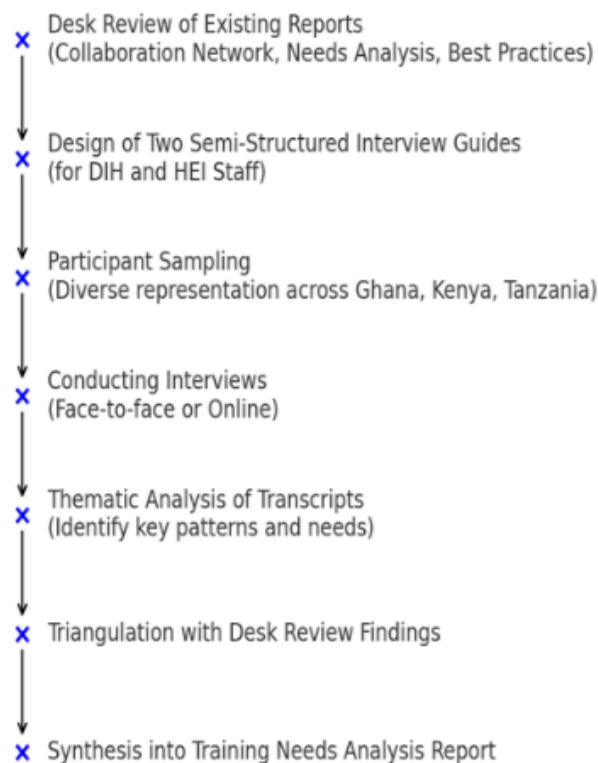 Desk Review of Existing Reports
(Collaboration Network, Needs Analysis, Best Practices)
Design of Two Semi-Structured Interview Guides
(for DIH and HEI Staff)
Participant Sampling
(Diverse representation across Ghana, Kenya, Tanzania)
Conducting Interviews
(Face-to-face or Online)
Thematic Analysis of Transcripts
(Identify key patterns and needs)
Triangulation with Desk Review Findings
Synthesis into Training Needs Analysis Report